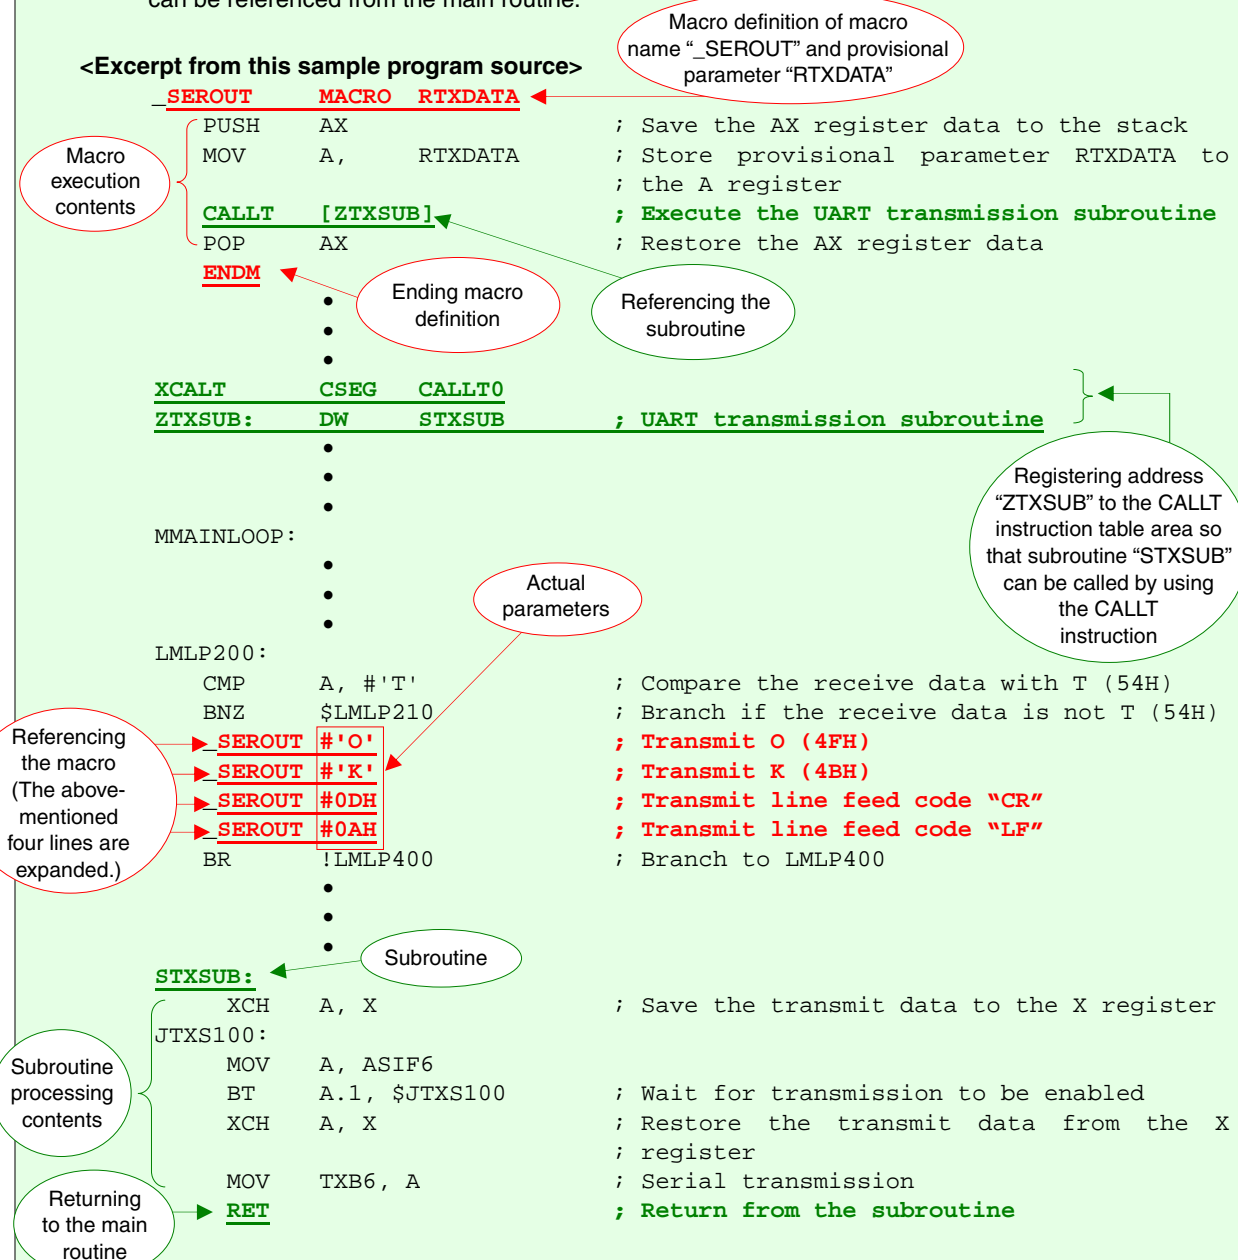 can be referenced from the main routine.
Macro definition of macro
name “_SEROUT” and provisional
parameter “RTXDATA”
<Excerpt from this sample program source>
_SEROUT MACRO RTXDATA
PUSH AX ; Save the AX register data to the stack
MOV A, RTXDATA ; Store provisional parameter RTXDATA to
; the A register
CALLT [ZTXSUB] ; Execute the UART transmission subroutine
POP AX ; Restore the AX register data
ENDM
Macro
execution
contents
Ending macro
definition
Referencing the
subroutine
•
•
•
XCALT CSEG CALLT0
ZTXSUB: DW STXSUB ; UART transmission subroutine
•
•
•
Registering address
“ZTXSUB” to the CALLT
instruction table area so
that subroutine “STXSUB”
can be called by using
the CALLT
instruction
MMAINLOOP:
•
•
•
Actual
parameters
LMLP200:
CMP A, #'T' ; Compare the receive data with T (54H)
BNZ $LMLP210 ; Branch if the receive data is not T (54H)
_SEROUT #'O' ; Transmit O (4FH)
_SEROUT #'K' ; Transmit K (4BH)
_SEROUT #0DH ; Transmit line feed code “CR”
_SEROUT #0AH ; Transmit line feed code “LF”
BR !LMLP400 ; Branch to LMLP400
Referencing
the macro
(The above-
mentioned
four lines are
expanded.)
•
•
•
Subroutine
STXSUB:
XCH A, X ; Save the transmit data to the X register
JTXS100:
MOV A, ASIF6
BT A.1, $JTXS100 ; Wait for transmission to be enabled
XCH A, X ; Restore the transmit data from the X
; register
MOV TXB6, A ; Serial transmission
RET ; Return from the subroutine
Subroutine
processing
contents
Returning
to the main
routine